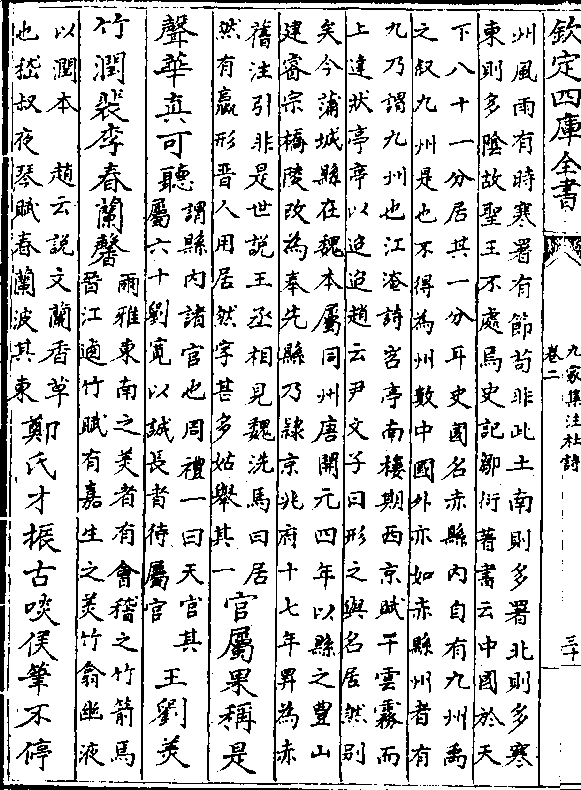 欽定四庫全書
九家集注杜詩
卷二
三十
州風雨有時寒暑有節苟非此土南則多暑北則多寒
東則多陰故聖王不處焉史記鄒衍著書云中國於天
下八十一分居其一分耳史國名赤縣內自有九州禹
之叙九州是也不得為州數中國外亦如赤縣州者有
九乃謂九州也江淹詩岧亭南樓期西京賦干雲霧而
上達狀亭亭以迢迢趙云尹文子曰形之與名居然別
矣今蒲城縣在魏本屬同州唐開元四年以縣之豐山
建睿宗橋陵改為奉先縣乃隸京兆府十七年昇為赤
舊注引非是世說王丞相見魏洗馬曰居
然有羸形晉人用居然字甚多姑舉其一
官屬果稱是
聲華真可聽
謂縣内諸官也周禮一曰天官其
屬六十劉寬以誠長者待屬官
王劉美
竹潤裴李春蘭馨
爾雅東南之美者有會稽之竹箭馬
晉江逌竹賦有嘉生之美竹翕幽液
以潤本　趙云説文蘭香草
也嵇叔夜琴賦春蘭波其東
鄭氏才振古啖侯筆不停